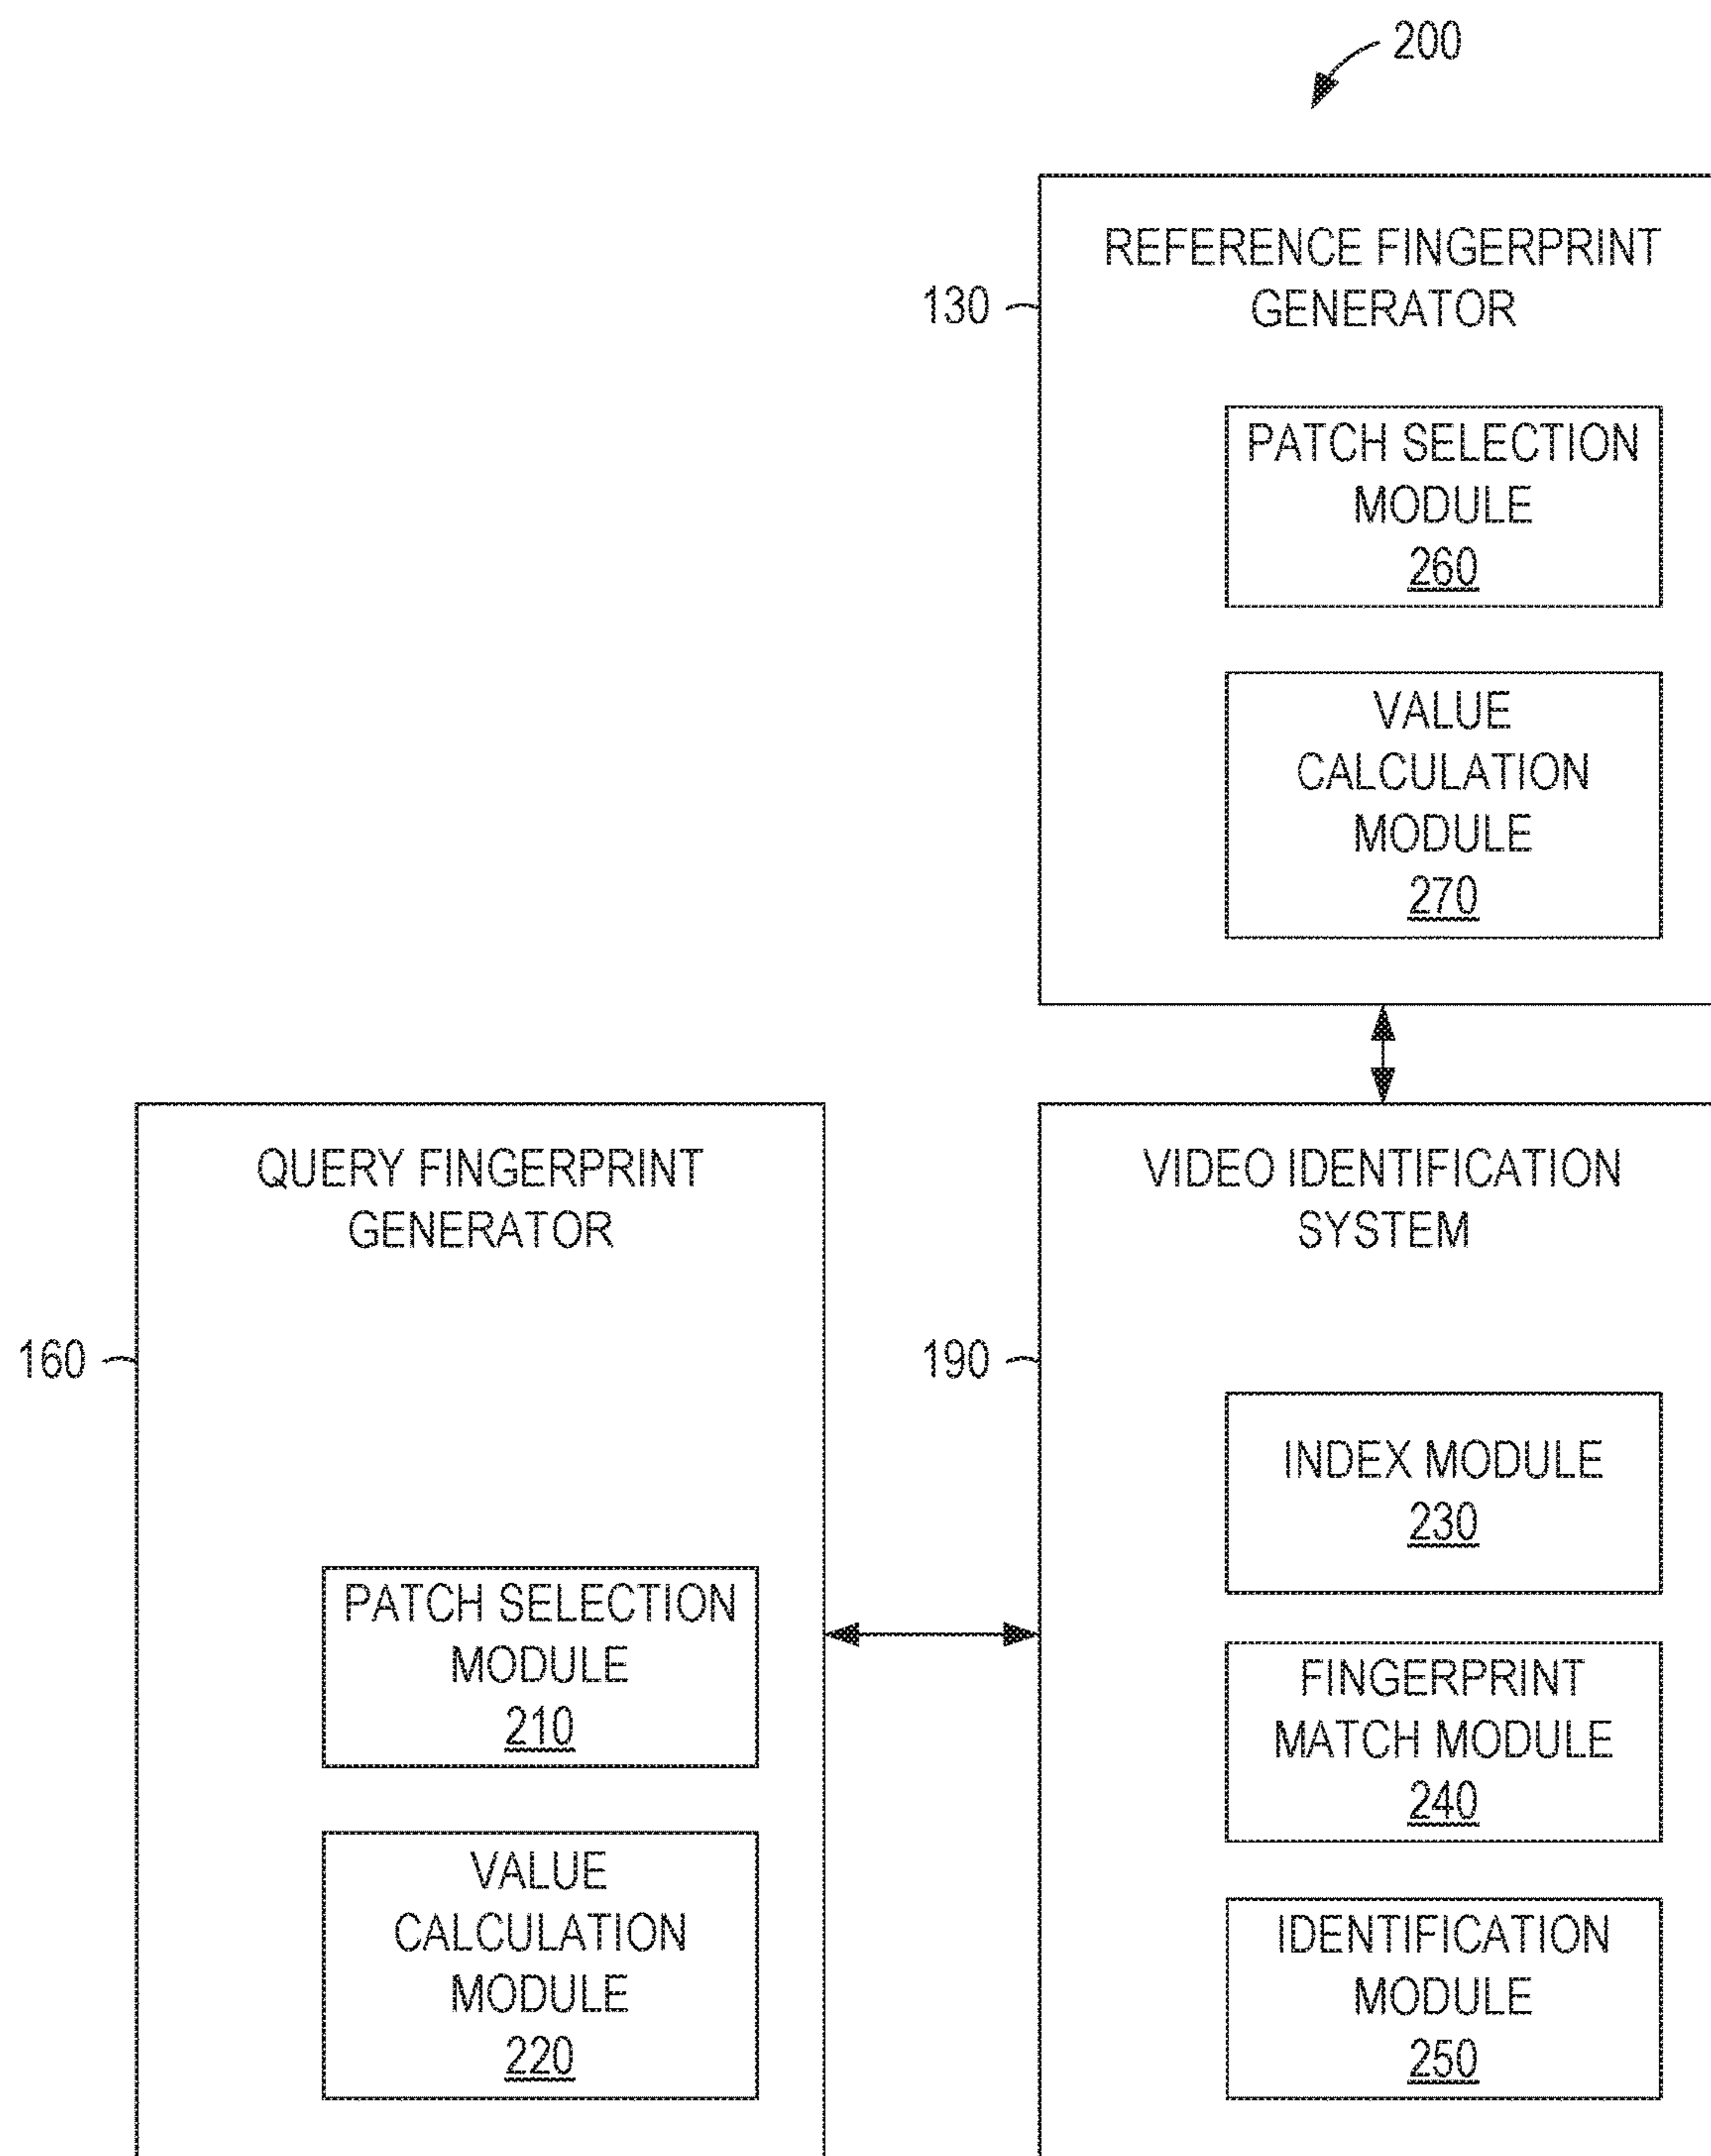 200
REFERENCE FINGERPRINT
GENERATOR
130
PATCH SELECTION
MODULE
260
VALUE
CALCULATION
MODULE
270
QUERY FINGERPRINT
GENERATOR
160
PATCH SELECTION
MODULE
210
VALUE
CALCULATION
MODULE
220
VIDEO IDENTIFICATION
SYSTEM
190
INDEX MODULE
230
FINGERPRINT
MATCH MODULE
240
IDENTIFICATION
MODULE
250